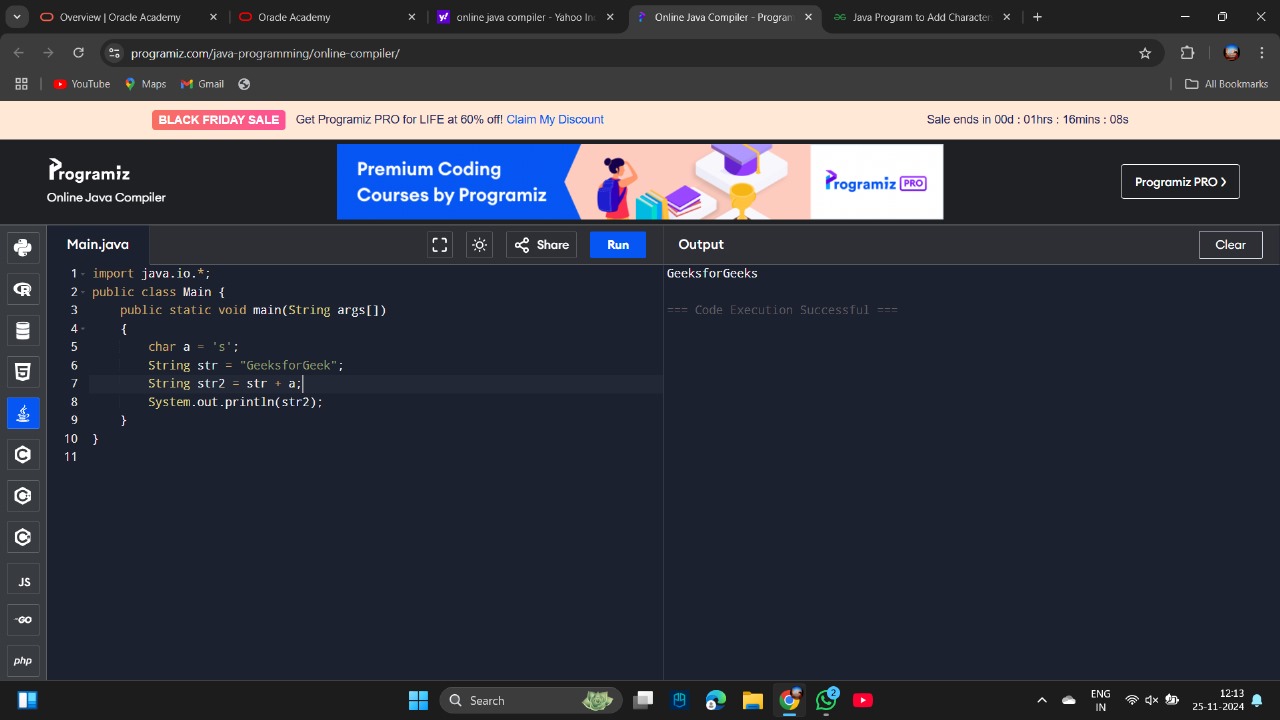 Overview | Oracle Academy
Oracle Academy
online java compiler - Yahoo In
Online Java Compiler - Program
Java Program to Add Character
programiz.com/java-programming/online-compiler/
YouTube
Maps
Gmail
All Bookmarks
BLACK FRIDAY SALE
Get Programiz PRO for LIFE at 60% off! Claim My Discount
Sale ends in 00d : 01hrs : 16mins : 08s
Programiz
Online Java Compiler
Premium Coding
Courses by Programiz
Programiz PRO
Programiz PRO >
Main.java
Share
Run
Output
Clear
1 import java.io.*;
2 public class Main {
3 public static void main(String args[])
4 {
5 char a = 's';
6 String str = "GeeksforGeek";
7 String str2 = str + a;
8 System.out.println(str2);
9 }
10 }
11
GeeksforGeeks
=== Code Execution Successful ===
R
5
C
C
C
JS
GO
php
Search
2
ENG
IN
12:13
25-11-2024